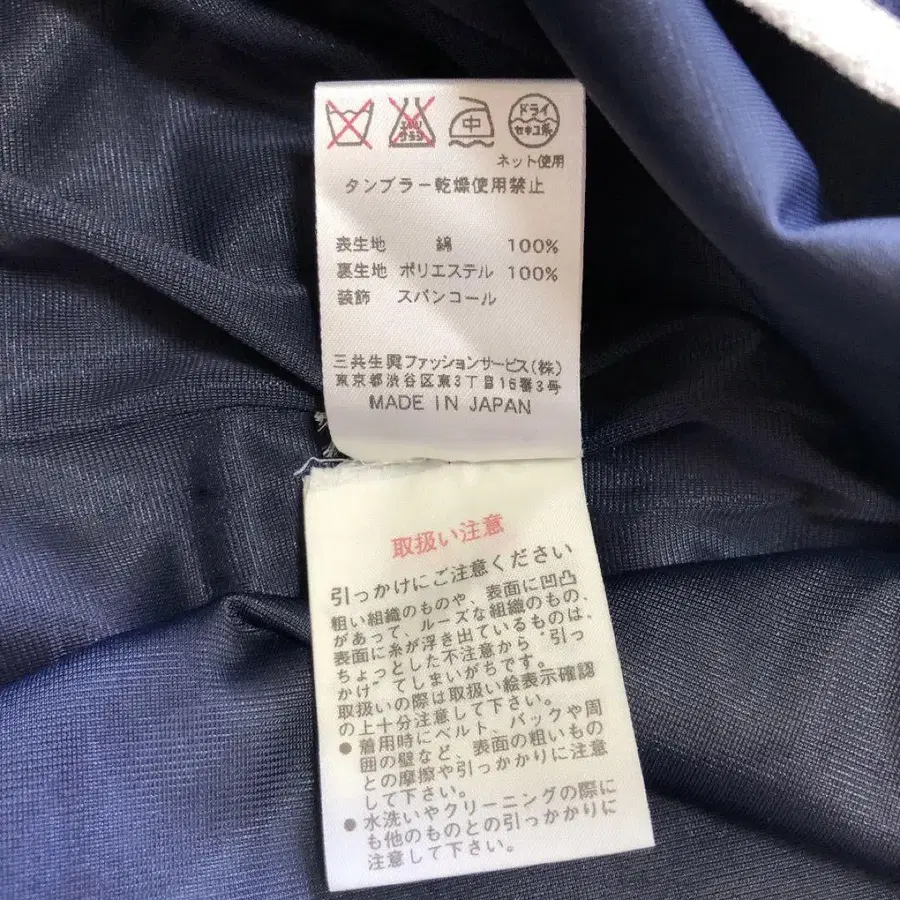 エンソ
サラシ
中
ドライ
セキユ系
ネット使用
タンブラー乾燥使用禁止
表生地 綿 100%
裏生地 ポリエステル 100%
装飾 スパンコール
三共生興ファッションサービス(株)
東京都渋谷区東3丁目16番3号
MADE IN JAPAN
取扱い注意
引っかけにご注意ください
粗い組織のものや、表面に凹凸
があって、ルーズな組織のもの、
表面に糸が浮き出ているものは、
ちょっとした不注意から“引っ
かけ”てしまいがちです。
取扱いの際は取扱い絵表示確認
の上十分注意して下さい。
●着用時にベルト、バックや周
囲の壁など、表面の粗いもの
との摩擦や引っかかりに注意
して下さい。
●水洗いやクリーニングの際に
も他のものとの引っかかりに
注意して下さい。